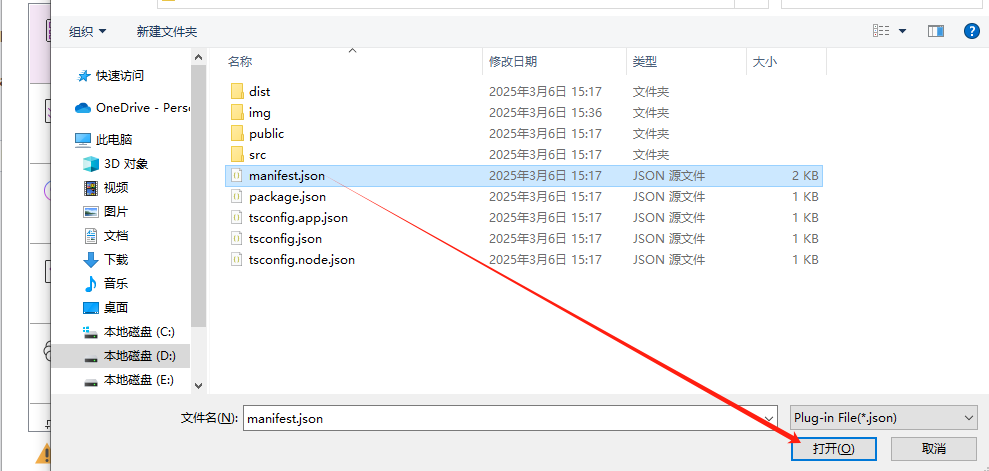 组织 新建文件夹
名称 修改日期 类型 大小
快速访问
OneDrive - Pers
此电脑
3D 对象
视频
图片
文档
下载
音乐
桌面
本地磁盘 (C:)
本地磁盘 (D:)
本地磁盘 (E:)
dist 2025年3月6日 15:17 文件夹
img 2025年3月6日 15:36 文件夹
public 2025年3月6日 15:17 文件夹
src 2025年3月6日 15:17 文件夹
manifest.json 2025年3月6日 15:17 JSON 源文件 2 KB
package.json 2025年3月6日 15:17 JSON 源文件 1 KB
tsconfig.app.json 2025年3月6日 15:17 JSON 源文件 1 KB
tsconfig.json 2025年3月6日 15:17 JSON 源文件 1 KB
tsconfig.node.json 2025年3月6日 15:17 JSON 源文件 1 KB
文件名(N): manifest.json Plug-in File(*.json)
打开(O) 取消